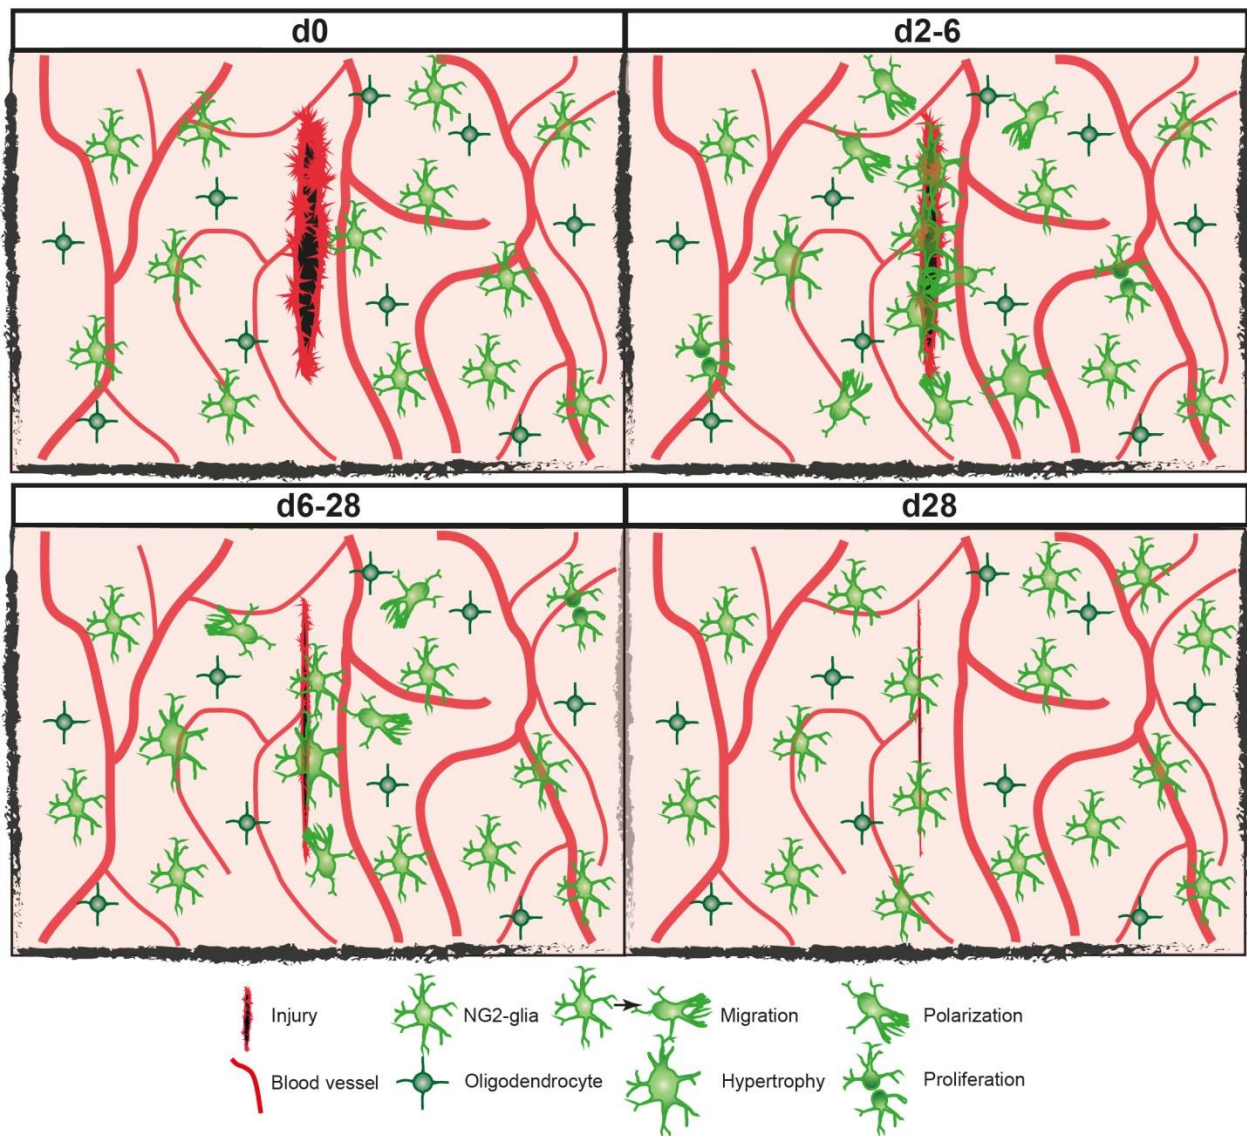 d0
d2-6
d6-28
d28
Injury
NG2-glia
Migration
Polarization
Blood vessel
Oligodendrocyte
Hypertrophy
Proliferation